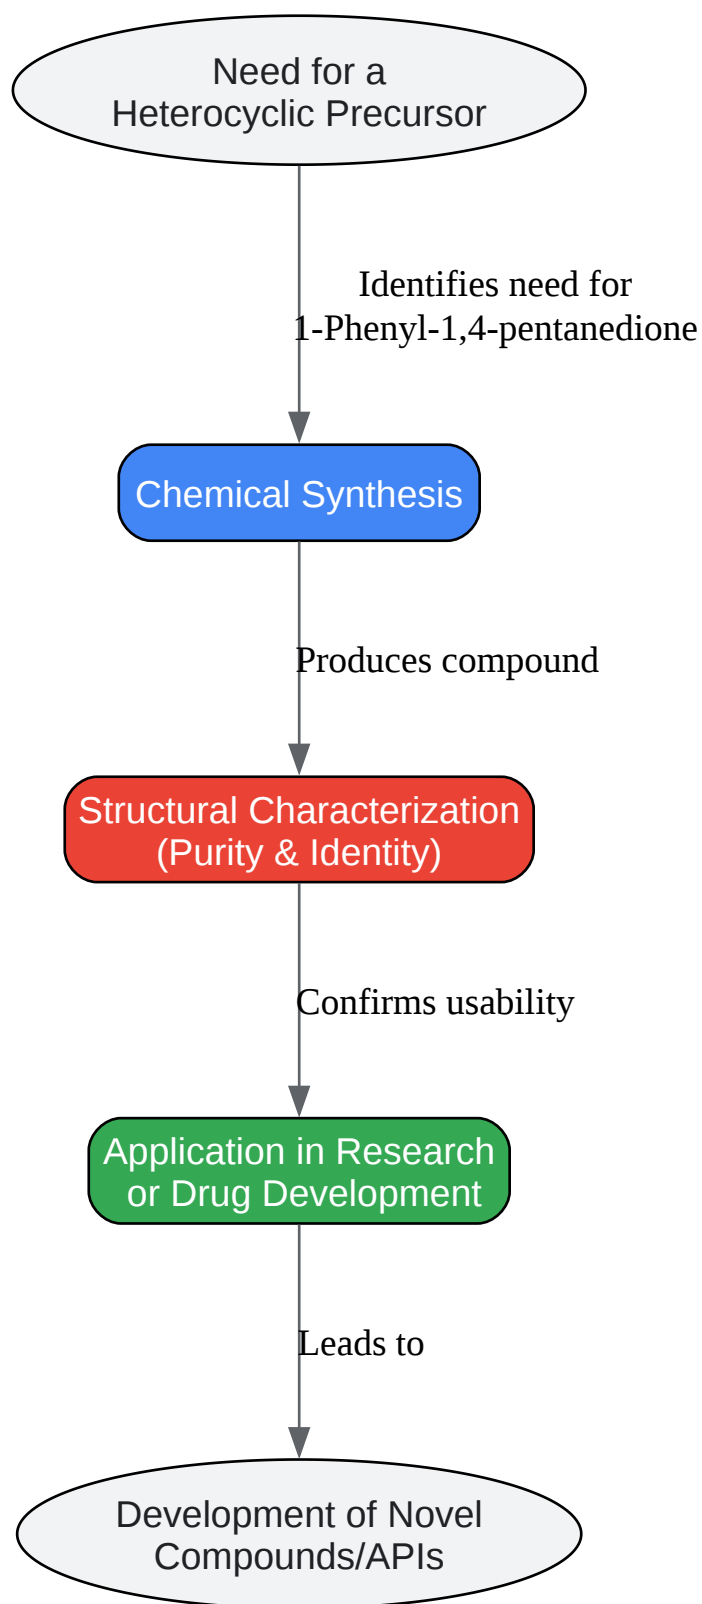 Need for a
Heterocyclic Precursor
Identifies need for
1-Phenyl-1,4-pentanedione
Chemical Synthesis
Produces compound
Structural Characterization
(Purity & Identity)
Confirms usability
Application in Research
or Drug Development
Leads to
Development of Novel
Compounds/APIs